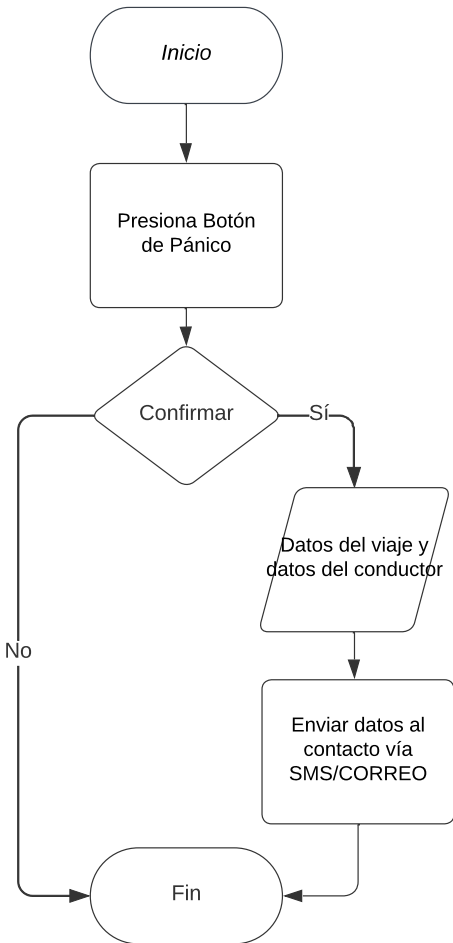 Inicio
Presiona Botón
de Pánico
Confirmar
Sí
Datos del viaje y
datos del conductor
No
Enviar datos al
contacto vía
SMS/CORREO
Fin